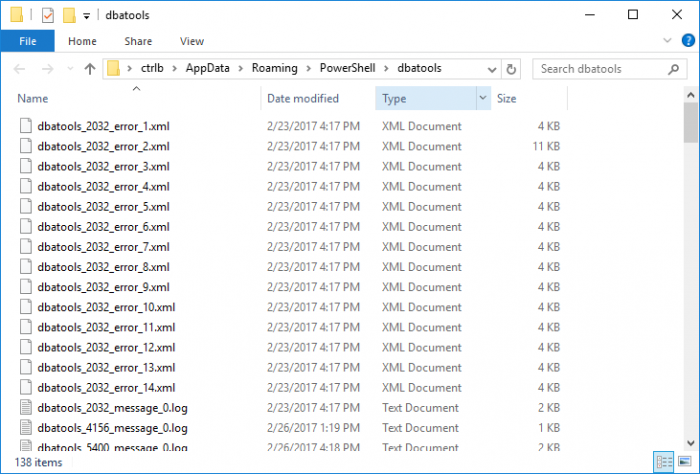 dbatools
File Home Share View
ctrlb AppData Roaming PowerShell dbatools Search dbatools
Name Date modified Type Size
dbatools_2032_error_1.xml 2/23/2017 4:17 PM XML Document 4 KB
dbatools_2032_error_2.xml 2/23/2017 4:17 PM XML Document 11 KB
dbatools_2032_error_3.xml 2/23/2017 4:17 PM XML Document 4 KB
dbatools_2032_error_4.xml 2/23/2017 4:17 PM XML Document 4 KB
dbatools_2032_error_5.xml 2/23/2017 4:17 PM XML Document 4 KB
dbatools_2032_error_6.xml 2/23/2017 4:17 PM XML Document 4 KB
dbatools_2032_error_7.xml 2/23/2017 4:17 PM XML Document 4 KB
dbatools_2032_error_8.xml 2/23/2017 4:17 PM XML Document 4 KB
dbatools_2032_error_9.xml 2/23/2017 4:17 PM XML Document 4 KB
dbatools_2032_error_10.xml 2/23/2017 4:17 PM XML Document 4 KB
dbatools_2032_error_11.xml 2/23/2017 4:17 PM XML Document 4 KB
dbatools_2032_error_12.xml 2/23/2017 4:17 PM XML Document 4 KB
dbatools_2032_error_13.xml 2/23/2017 4:17 PM XML Document 4 KB
dbatools_2032_error_14.xml 2/23/2017 4:17 PM XML Document 4 KB
dbatools_2032_message_0.log 2/23/2017 4:17 PM Text Document 2 KB
dbatools_4156_message_0.log 2/26/2017 1:19 PM Text Document 1 KB
dbatools_5400_message_0.log 2/26/2017 4:18 PM Text Document 2 KB
138 items